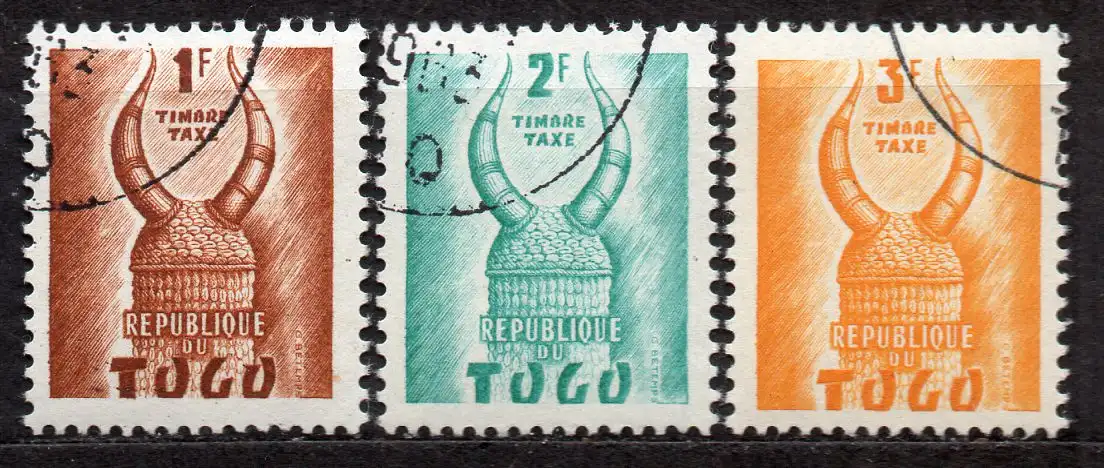 1F
TIMBRE
TAXE
REPUBLIQUE
DU
TOGO
2F
TIMBRE
TAXE
REPUBLIQUE
DU
TOGO
3F
TIMBRE
TAXE
REPUBLIQUE
DU
TOGO